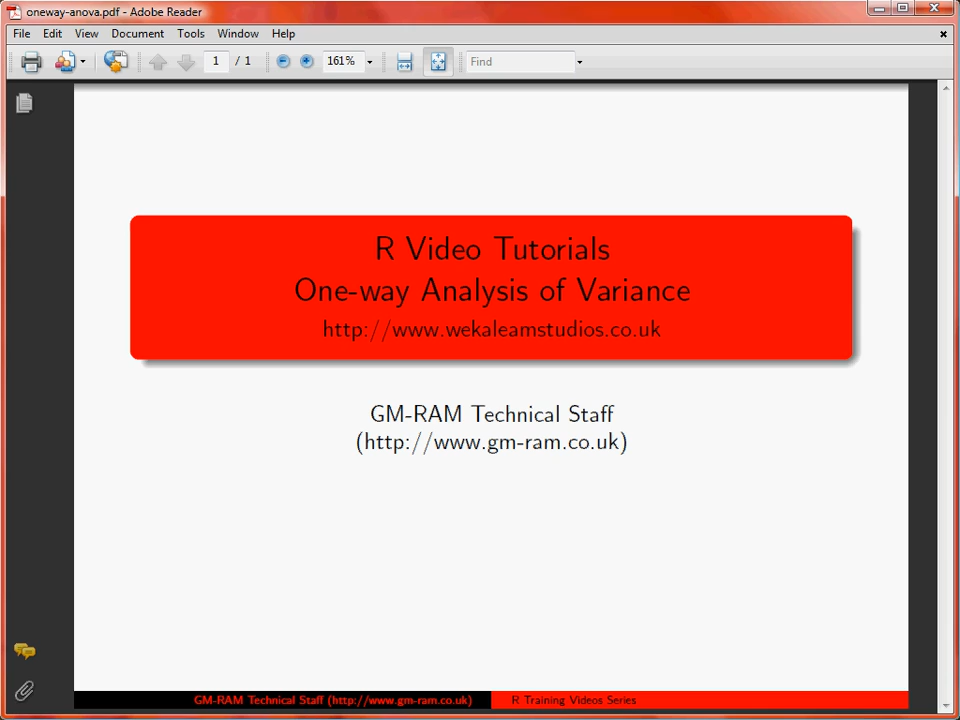 oneway-anova.pdf - Adobe Reader
File Edit View Document Tools Window Help
1 / 1 161% Find
R Video Tutorials
One-way Analysis of Variance
http://www.wekaleamstudios.co.uk
GM-RAM Technical Staff
(http://www.gm-ram.co.uk)
GM-RAM Technical Staff (http://www.gm-ram.co.uk) R Training Videos Series